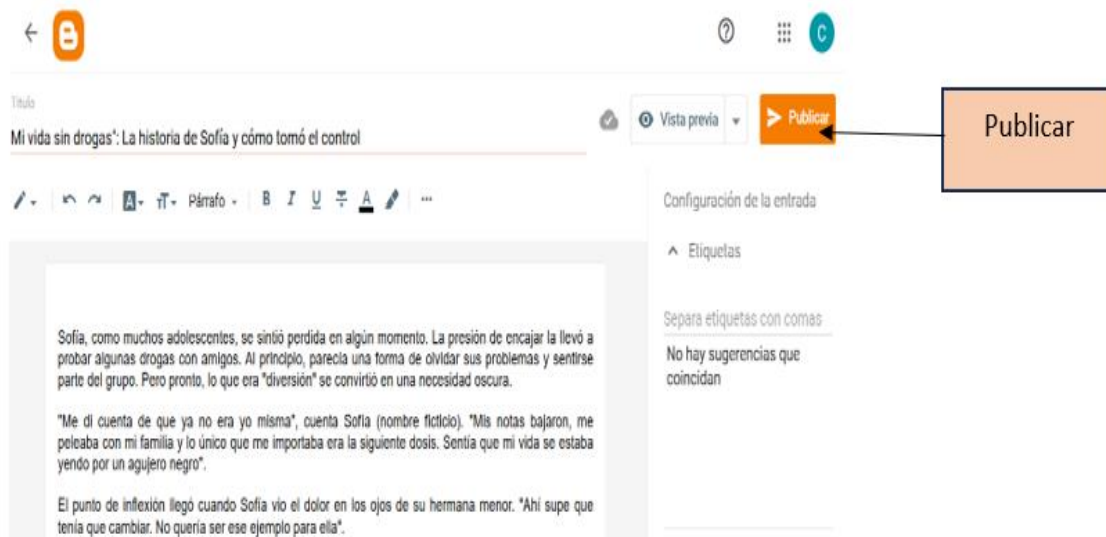 Título
Mi vida sin drogas": La historia de Sofía y cómo tomó el control
Vista previa
Publicar
Publicar
Párrafo
B I U A
Configuración de la entrada
Etiquetas
Separa etiquetas con comas
No hay sugerencias que
coincidan
Sofía, como muchos adolescentes, se sintió perdida en algún momento. La presión de encajar la llevó a
probar algunas drogas con amigos. Al principio, parecía una forma de olvidar sus problemas y sentirse
parte del grupo. Pero pronto, lo que era "diversión" se convirtió en una necesidad oscura.
"Me di cuenta de que ya no era yo misma", cuenta Sofía (nombre ficticio). "Mis notas bajaron, me
peleaba con mi familia y lo único que me importaba era la siguiente dosis. Sentía que mi vida se estaba
yendo por un agujero negro".
El punto de inflexión llegó cuando Sofía vio el dolor en los ojos de su hermana menor. "Ahí supe que
tenía que cambiar. No quería ser ese ejemplo para ella".